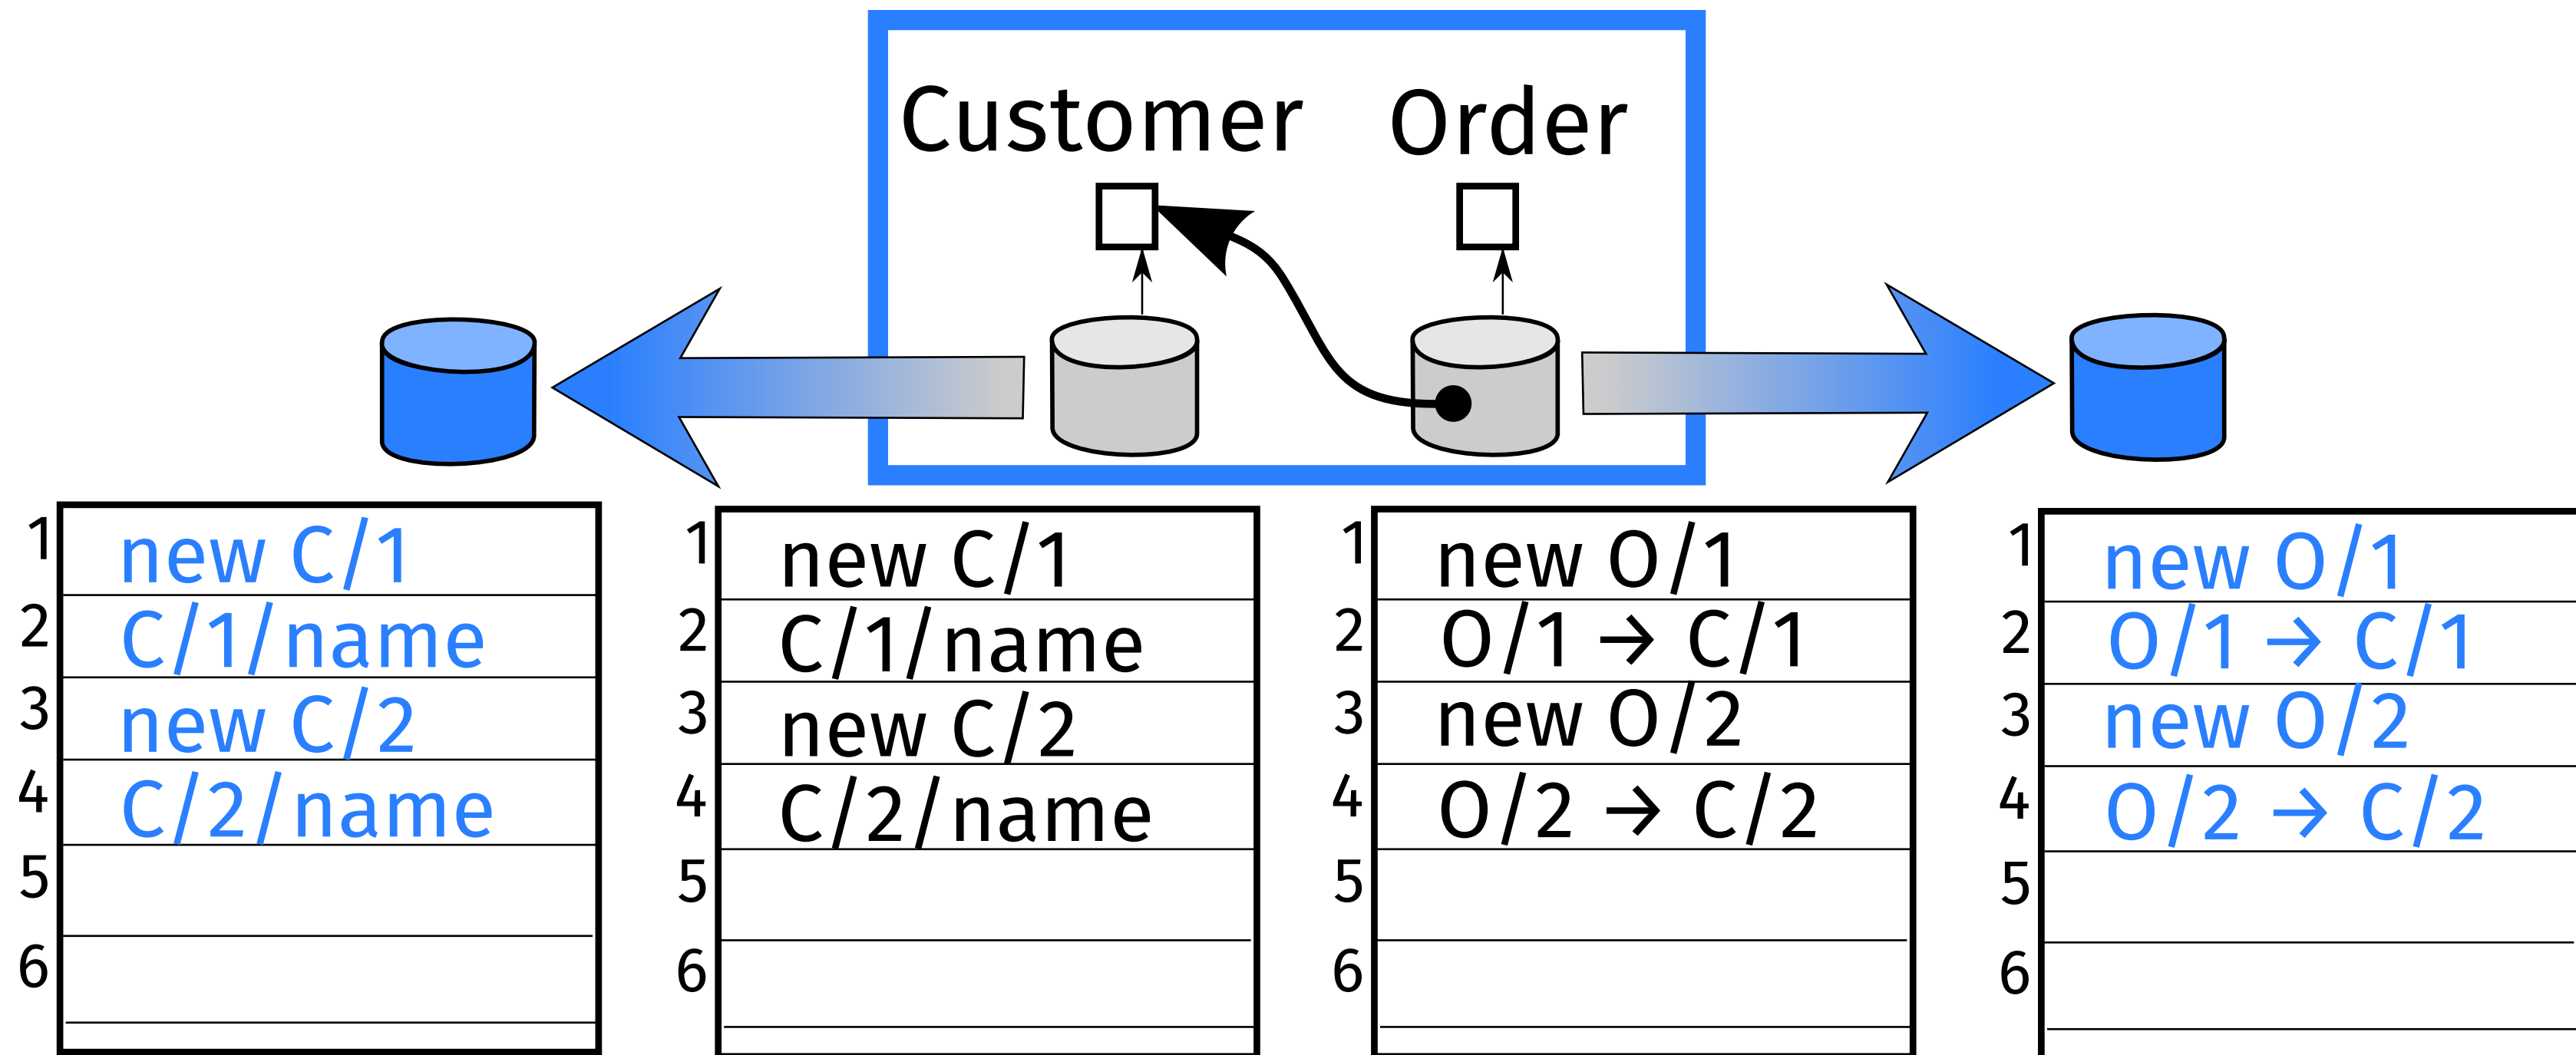 Customer Order
1 new C/1
2 C/1/name
3 new C/2
4 C/2/name
5
6
1 new C/1
2 C/1/name
3 new C/2
4 C/2/name
5
6
1 new O/1
2 O/1 → C/1
3 new O/2
4 O/2 → C/2
5
6
1 new O/1
2 O/1 → C/1
3 new O/2
4 O/2 → C/2
5
6